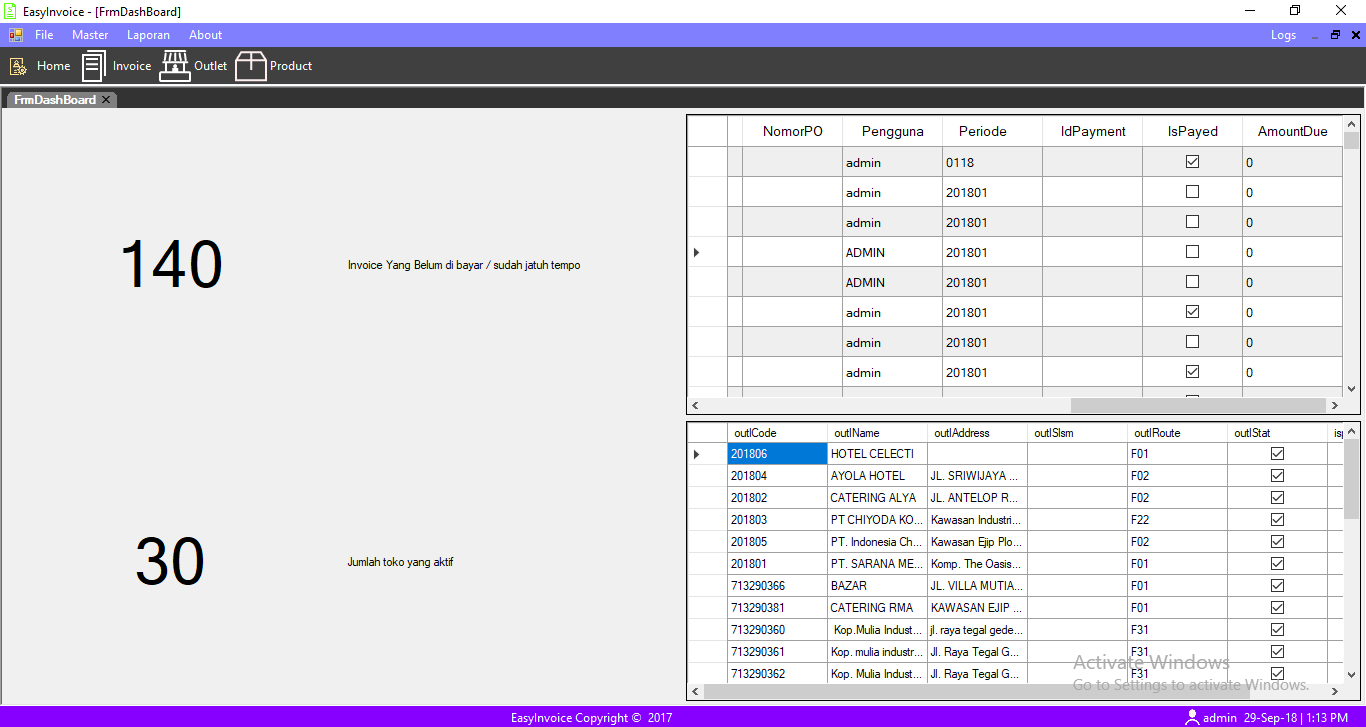 EasyInvoice - [FrmDashBoard]
File Master Laporan About Logs
Home Invoice Outlet Product
FrmDashBoard
NomorPO Pengguna Periode IdPayment IsPayed AmountDue
admin 0118 0
admin 201801 0
admin 201801 0
ADMIN 201801 0
ADMIN 201801 0
admin 201801 0
admin 201801 0
admin 201801 0
140 Invoice Yang Belum di bayar / sudah jatuh tempo
30 Jumlah toko yang aktif
outlCode outlName outlAddress outlSlsm outlRoute outlStat
201806 HOTEL CELECTI F01
201804 AYOLA HOTEL JL. SRIWIJAYA ... F02
201802 CATERING ALYA JL. ANTELOP R... F02
201803 PT CHIYODA KO... Kawasan Industri... F22
201805 PT. Indonesia Ch... Kawasan Ejip Plo... F02
201801 PT. SARANA ME... Komp. The Oasis... F01
713290366 BAZAR JL. VILLA MUTIA... F01
713290381 CATERING RMA KAWASAN EJIP ... F01
713290360 Kop.Mulia Indust... jl. raya tegal gede... F31
713290361 Kop. mulia industr... Jl. Raya Tegal G... F31
713290362 Kop. Mulia Indust... Jl. Raya Tegal G... F31
Activate Windows
Go to Settings to activate Windows.
EasyInvoice Copyright © 2017
admin 29-Sep-18 | 1:13 PM